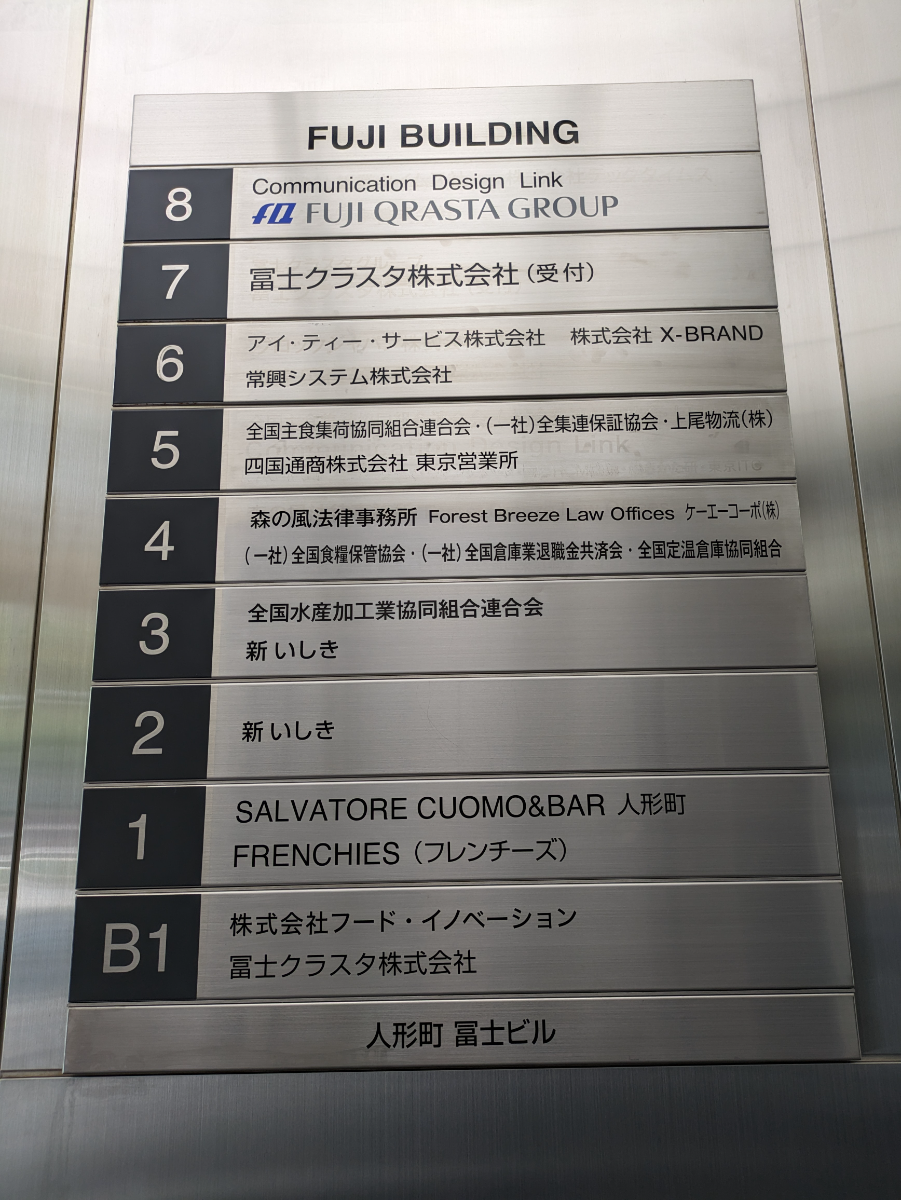 FUJI BUILDING
8
Communication Design Link
FUJI QRASTA GROUP
7
冨士クラスタ株式会社（受付）
6
アイ・ティー・サービス株式会社　株式会社 X-BRAND
常興システム株式会社
5
全国主食集荷協同組合連合会・（一社）全集連保証協会・上尾物流（株）
四国通商株式会社 東京営業所
4
森の風法律事務所 Forest Breeze Law Offices ケーエーコーポ㈱
（一社）全国食糧保管協会・（一社）全国倉庫業退職金共済会・全国定温倉庫協同組合
3
全国水産加工業協同組合連合会
新 いしき
2
新 いしき
1
SALVATORE CUOMO&BAR 人形町
FRENCHIES（フレンチーズ）
B1
株式会社フード・イノベーション
冨士クラスタ株式会社
人形町 冨士ビル